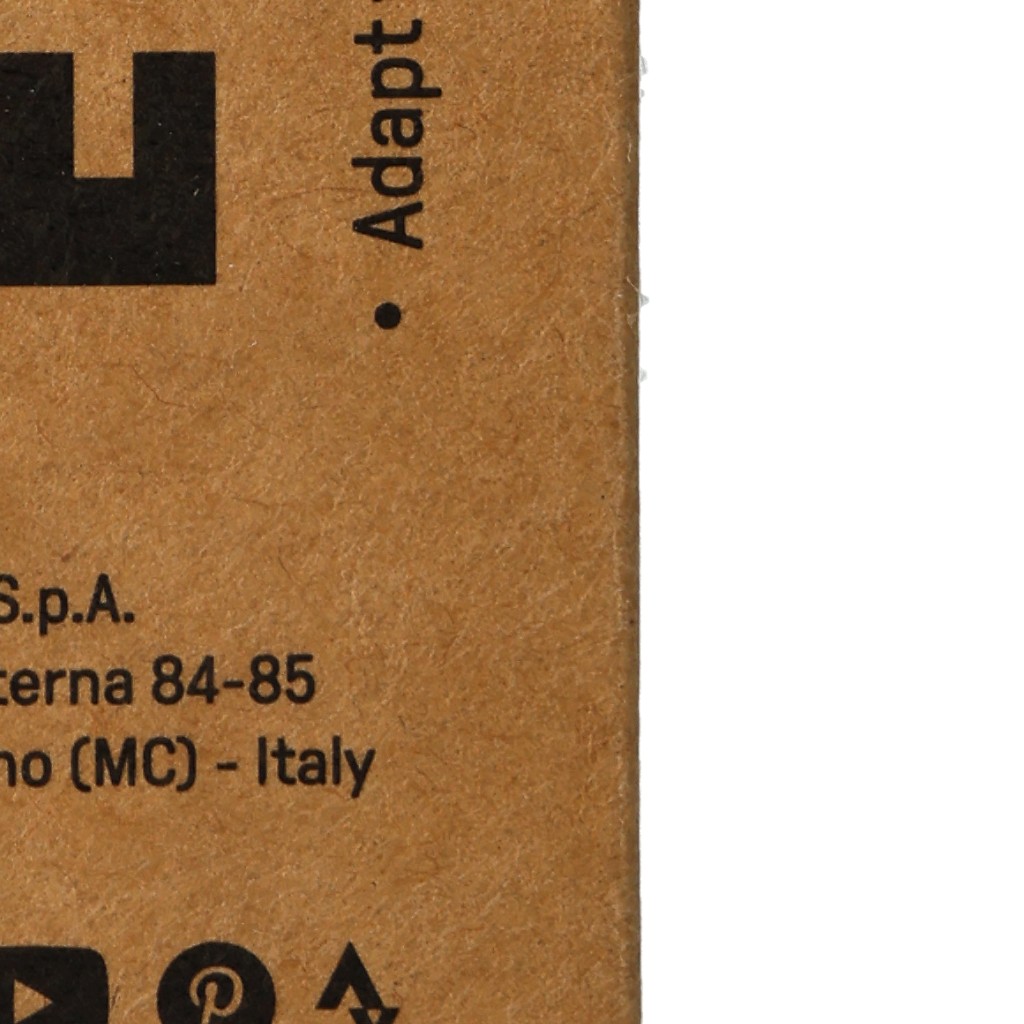 Adapt
S.p.A.
terna 84-85
no (MC) - Italy